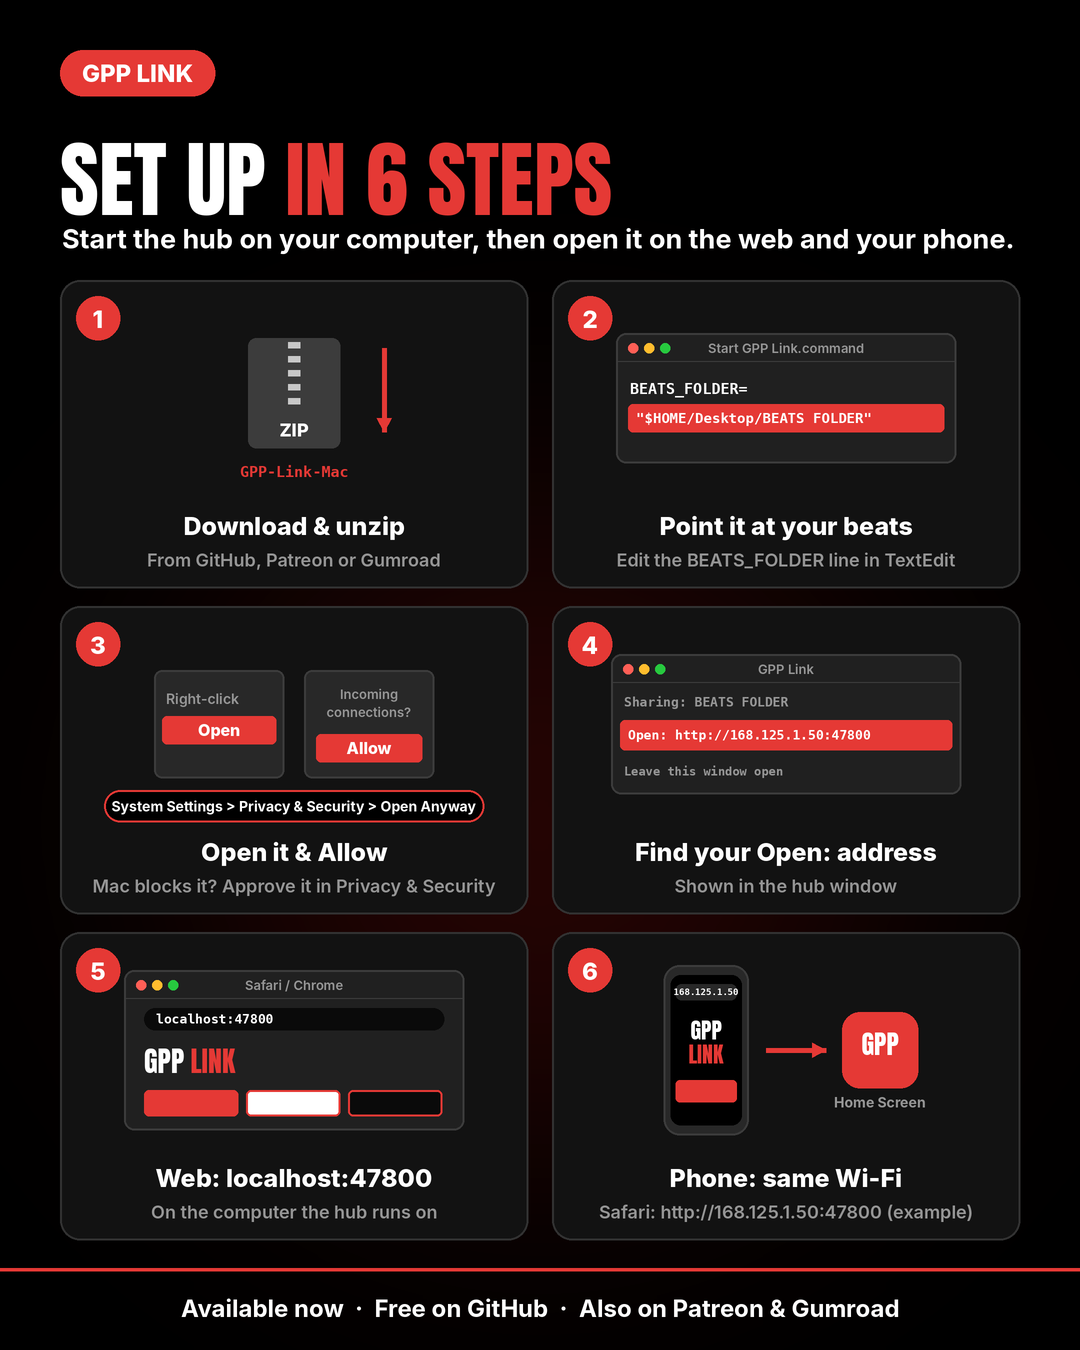 GPP LINK
SET UP IN 6 STEPS
Start the hub on your computer, then open it on the web and your phone.
1
ZIP
GPP-Link-Mac
Download & unzip
From GitHub, Patreon or Gumroad
2
Start GPP Link.command
BEATS_FOLDER=
"$HOME/Desktop/BEATS FOLDER"
Point it at your beats
Edit the BEATS_FOLDER line in TextEdit
3
Right-click
Open
Incoming
connections?
Allow
System Settings > Privacy & Security > Open Anyway
Open it & Allow
Mac blocks it? Approve it in Privacy & Security
4
GPP Link
Sharing: BEATS FOLDER
Open: http://168.125.1.50:47800
Leave this window open
Find your Open: address
Shown in the hub window
5
Safari / Chrome
localhost:47800
GPP LINK
Web: localhost:47800
On the computer the hub runs on
6
168.125.1.50
GPP
LINK
GPP
Home Screen
Phone: same Wi-Fi
Safari: http://168.125.1.50:47800 (example)
Available now · Free on GitHub · Also on Patreon & Gumroad